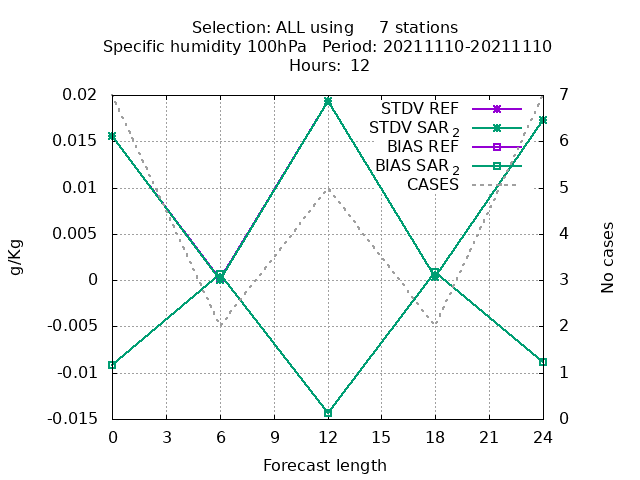 Selection: ALL using     7 stations
Specific humidity 100hPa   Period: 20211110-20211110
Hours: 12
STDV REF
STDV SAR2
BIAS REF
BIAS SAR2
CASES
0.02
0.015
0.01
0.005
0
-0.005
-0.01
-0.015
g/Kg
7
6
5
4
3
2
1
0
No cases
0 3 6 9 12 15 18 21 24
Forecast length